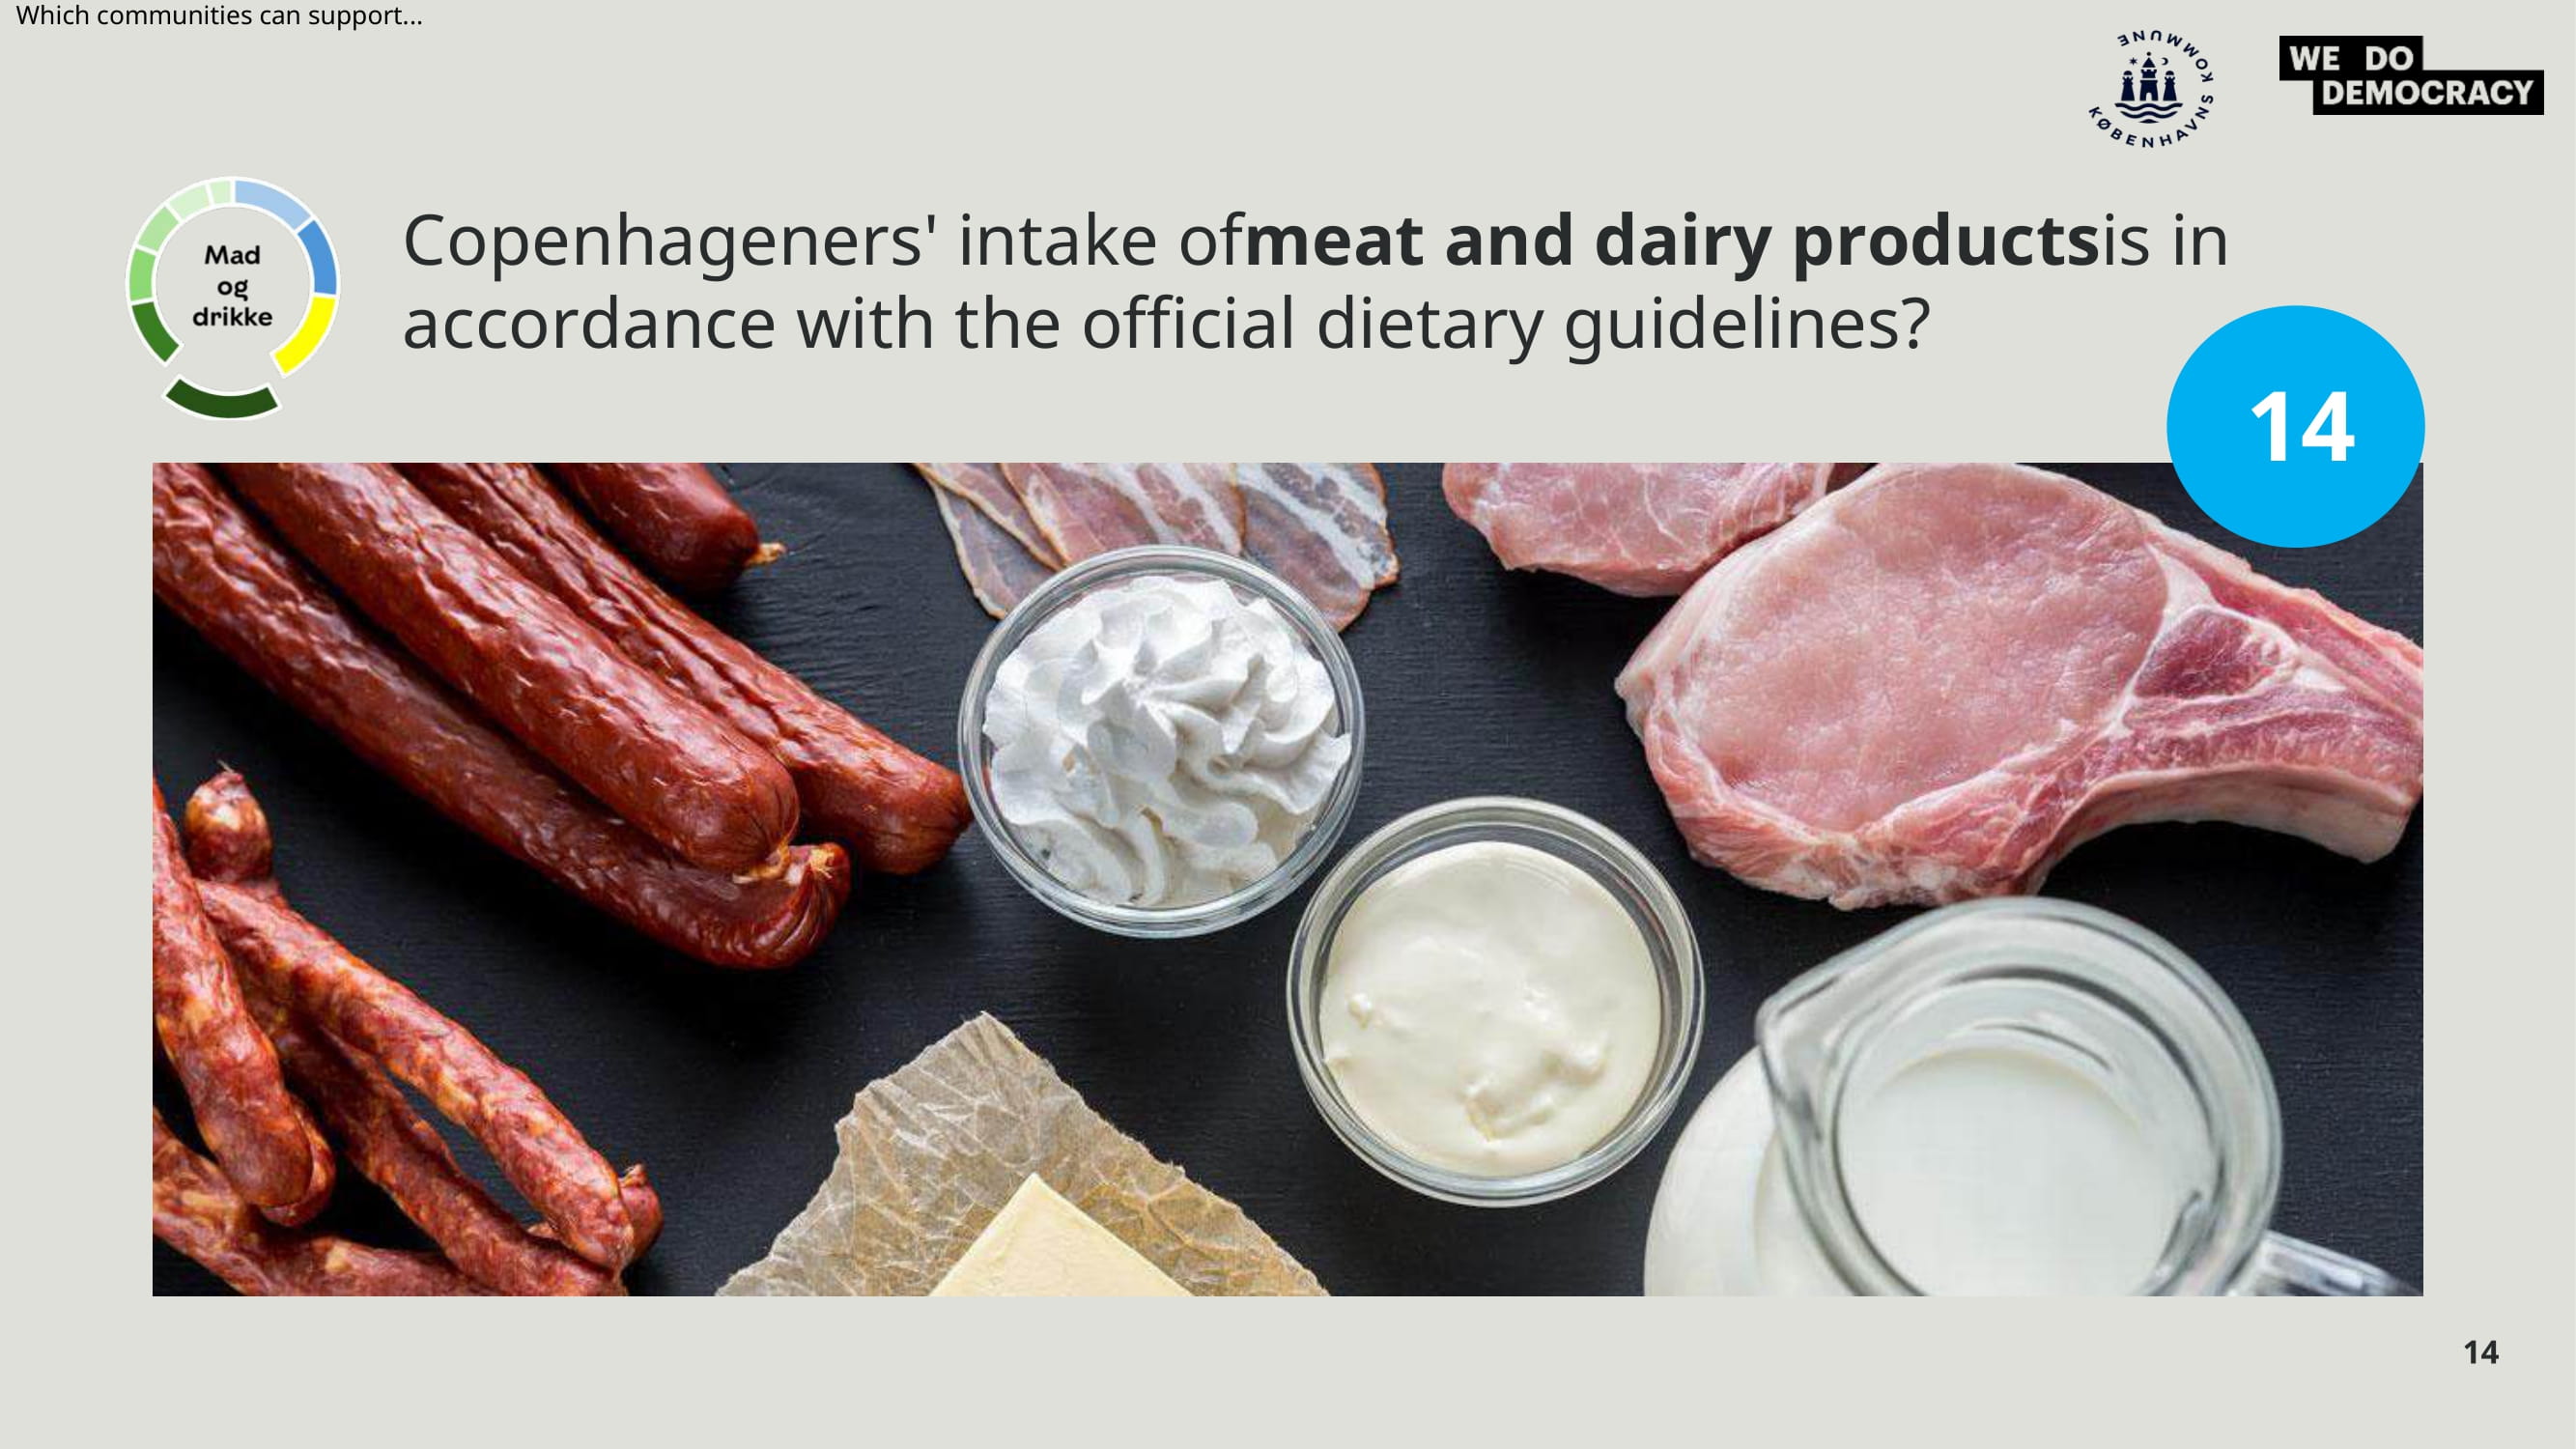 Which communities can support...
KØBENHAVNS KOMMUNE
WE DO
DEMOCRACY
Mad
og
drikke
Copenhageners' intake ofmeat and dairy productsis in
accordance with the official dietary guidelines?
14
14